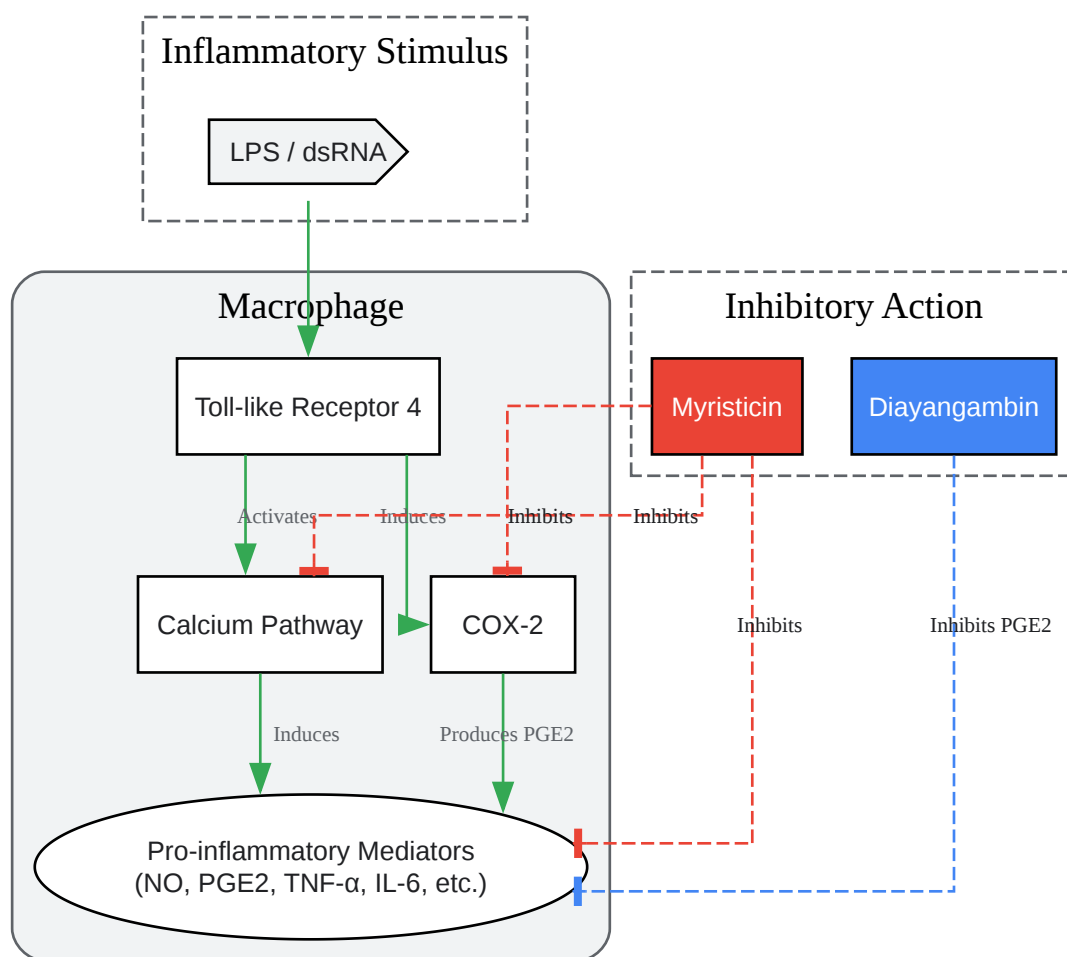 Inflammatory Stimulus
LPS / dsRNA
Macrophage
Inhibitory Action
Toll-like Receptor 4
Myristicin
Diayangambin
Activates
Induces
Inhibits
Inhibits
Calcium Pathway
COX-2
Inhibits
Inhibits PGE2
Induces
Produces PGE2
Pro-inflammatory Mediators
(NO, PGE2, TNF-α, IL-6, etc.)